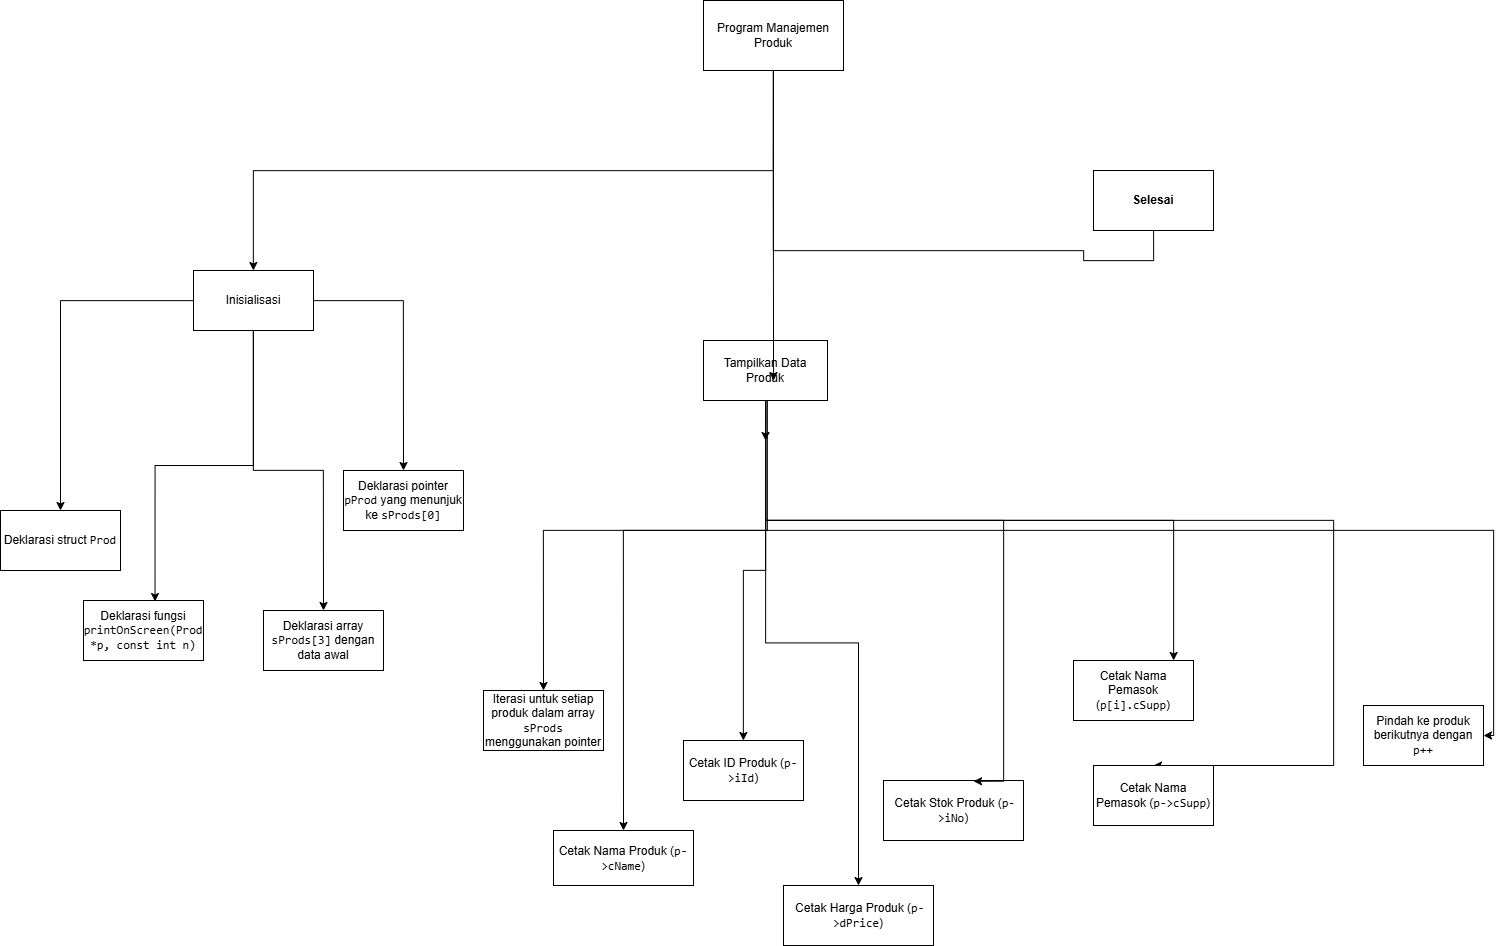 Program Manajemen
Produk
Selesai
Inisialisasi
Tampilkan Data
Produk
Deklarasi pointer
pProd yang menunjuk
ke sProds[0]
Deklarasi struct Prod
Deklarasi fungsi
printOnScreen(Prod
*p, const int n)
Deklarasi array
sProds[3] dengan
data awal
Iterasi untuk setiap
produk dalam array
sProds
menggunakan pointer
Cetak Nama
Pemasok
(p[i].cSupp)
Pindah ke produk
berikutnya dengan
p++
Cetak ID Produk (p-
>iId)
Cetak Stok Produk (p-
>iNo)
Cetak Nama
Pemasok (p->cSupp)
Cetak Nama Produk (p-
>cName)
Cetak Harga Produk (p-
>dPrice)